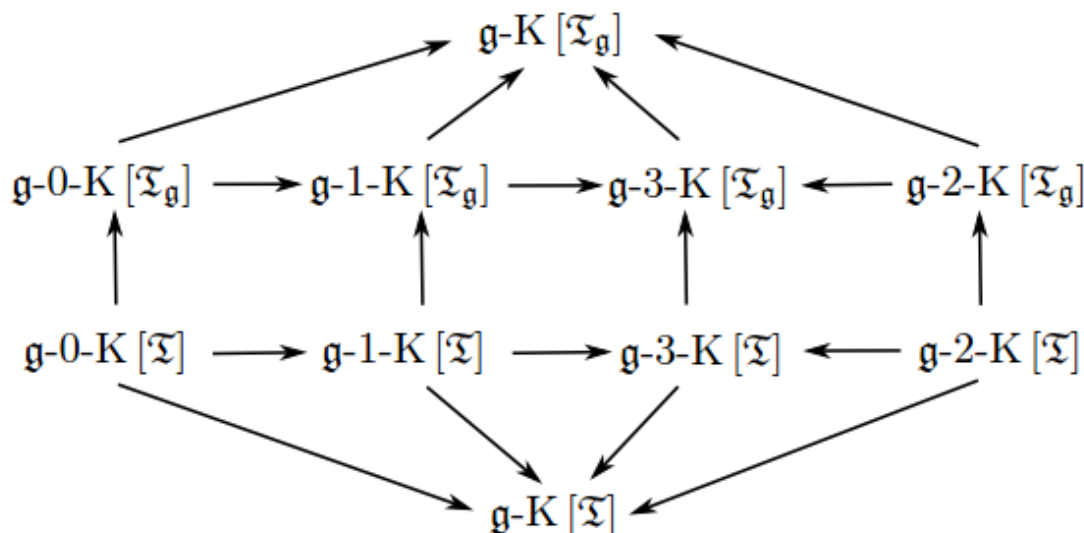 𝔤-K [𝔗_𝔤]
𝔤-0-K [𝔗_𝔤] 𝔤-1-K [𝔗_𝔤] 𝔤-3-K [𝔗_𝔤] 𝔤-2-K [𝔗_𝔤]
𝔤-0-K [𝔗] 𝔤-1-K [𝔗] 𝔤-3-K [𝔗] 𝔤-2-K [𝔗]
𝔤-K [𝔗]